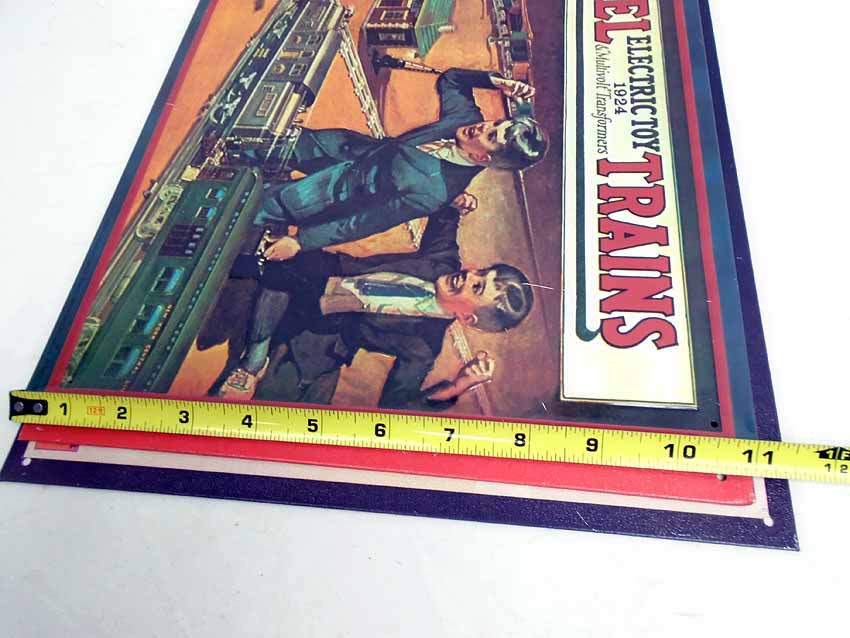 EL ELECTRIC TOY
1924
& Multivolt Transformers
TRAINS
1 2 3 4 5 6 7 8 9 10 11